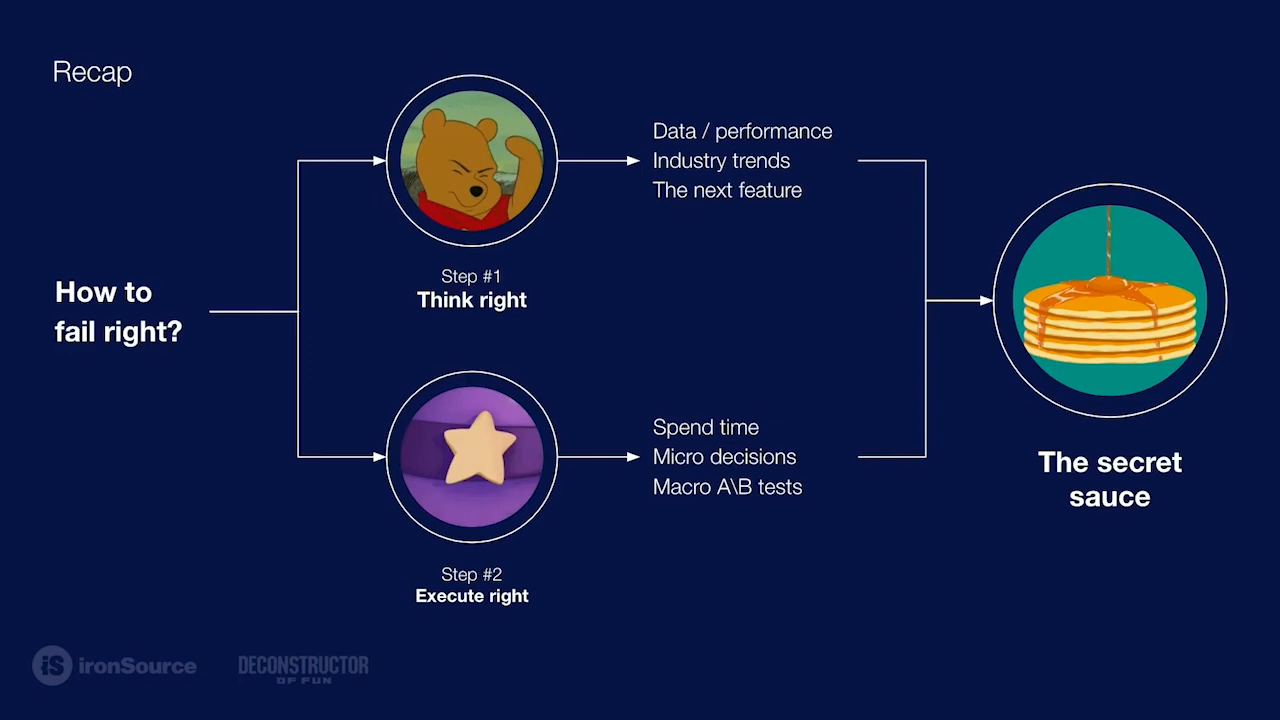 Recap
How to
fail right?
Step #1
Think right
Data / performance
Industry trends
The next feature
Step #2
Execute right
Spend time
Micro decisions
Macro A\B tests
The secret
sauce
iS ironSource
DECONSTRUCTOR
OF FUN